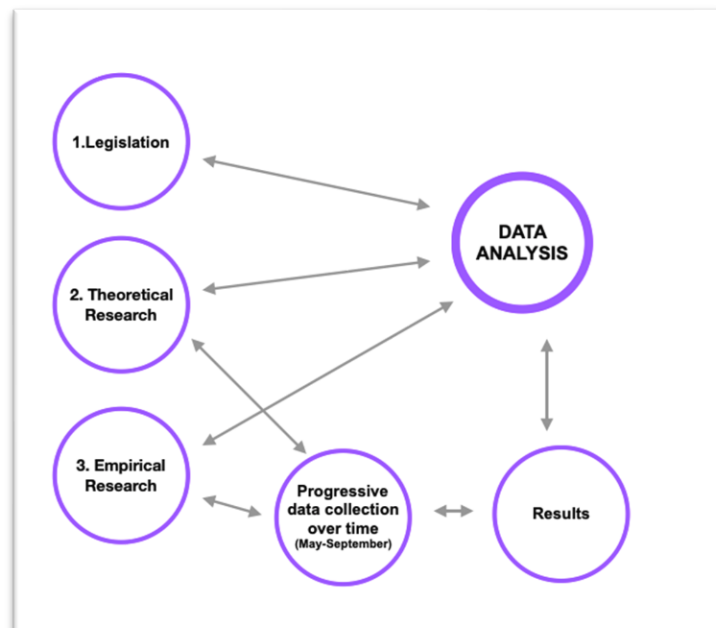 1.Legislation
DATA
ANALYSIS
2. Theoretical
Research
3. Empirical
Research
Progressive
data collection
over time
(May-September)
Results